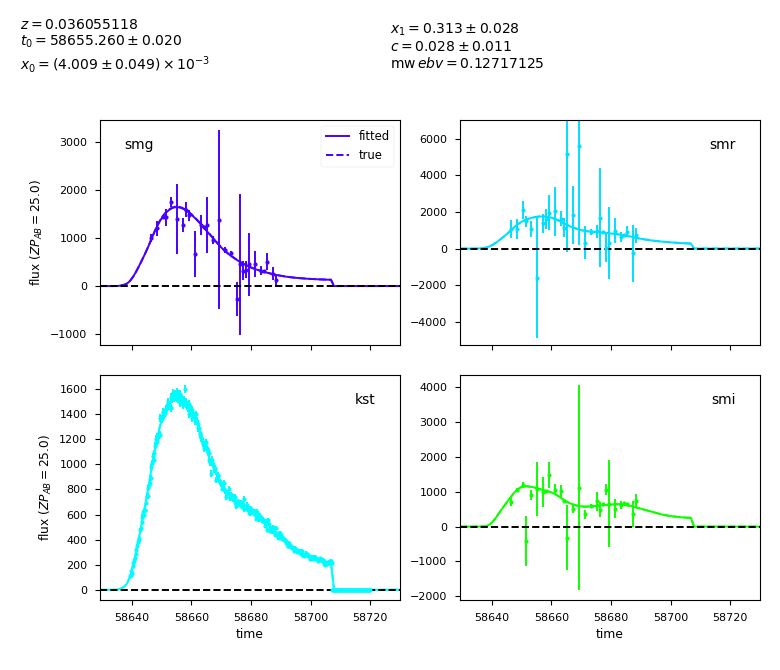 z = 0.036055118
t₀ = 58655.260 ± 0.020
x₀ = (4.009 ± 0.049) × 10⁻³
x₁ = 0.313 ± 0.028
c = 0.028 ± 0.011
mw ebv = 0.12717125
smg
fitted
true
3000
2000
1000
0
−1000
flux (ZP_AB = 25.0)
smr
6000
4000
2000
0
−2000
−4000
kst
1600
1400
1200
1000
800
600
400
200
0
flux (ZP_AB = 25.0)
58640 58660 58680 58700 58720
time
smi
4000
3000
2000
1000
0
−1000
−2000
58640 58660 58680 58700 58720
time